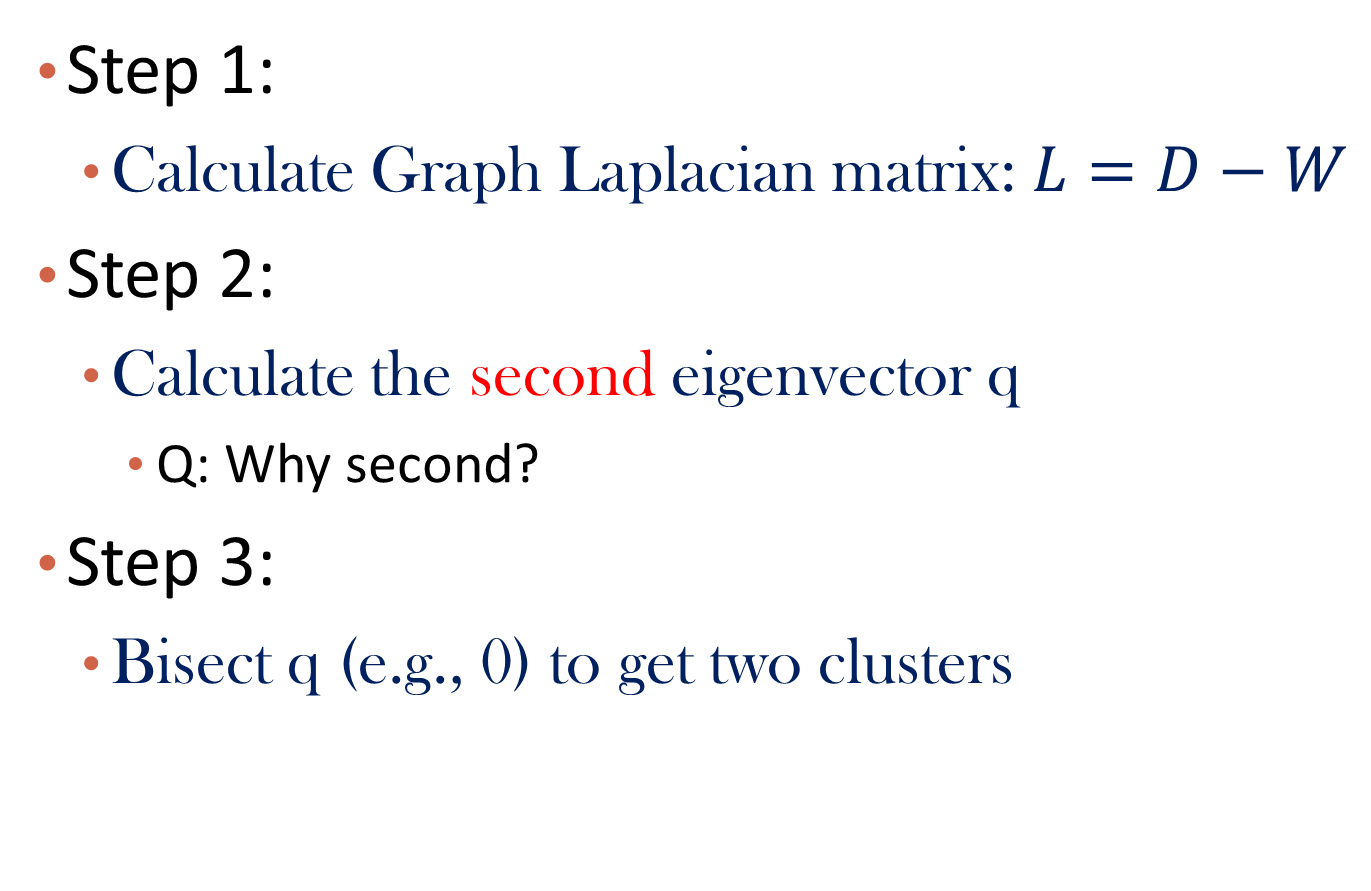 • Step 1:
• Calculate Graph Laplacian matrix: L = D − W
• Step 2:
• Calculate the second eigenvector q
• Q: Why second?
• Step 3:
• Bisect q (e.g., 0) to get two clusters